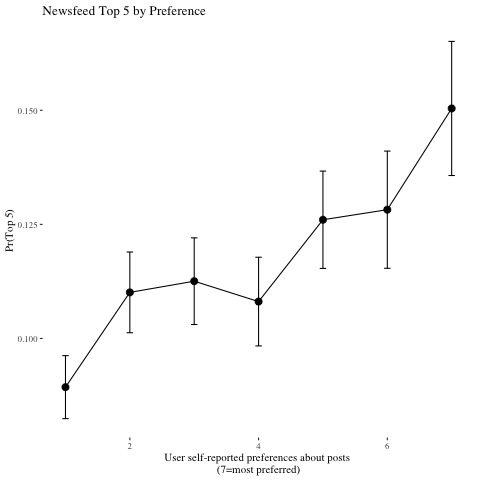 Newsfeed Top 5 by Preference
0.150
0.125
0.100
Pr(Top 5)
2
4
6
User self-reported preferences about posts
(7=most preferred)